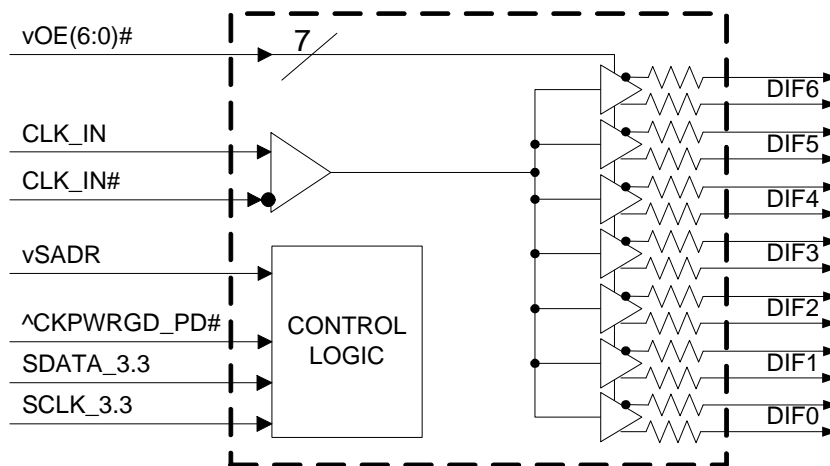 vOE(6:0)#
7
CLK_IN
CLK_IN#
vSADR
^CKPWRGD_PD#
SDATA_3.3
SCLK_3.3
CONTROL
LOGIC
DIF6
DIF5
DIF4
DIF3
DIF2
DIF1
DIF0